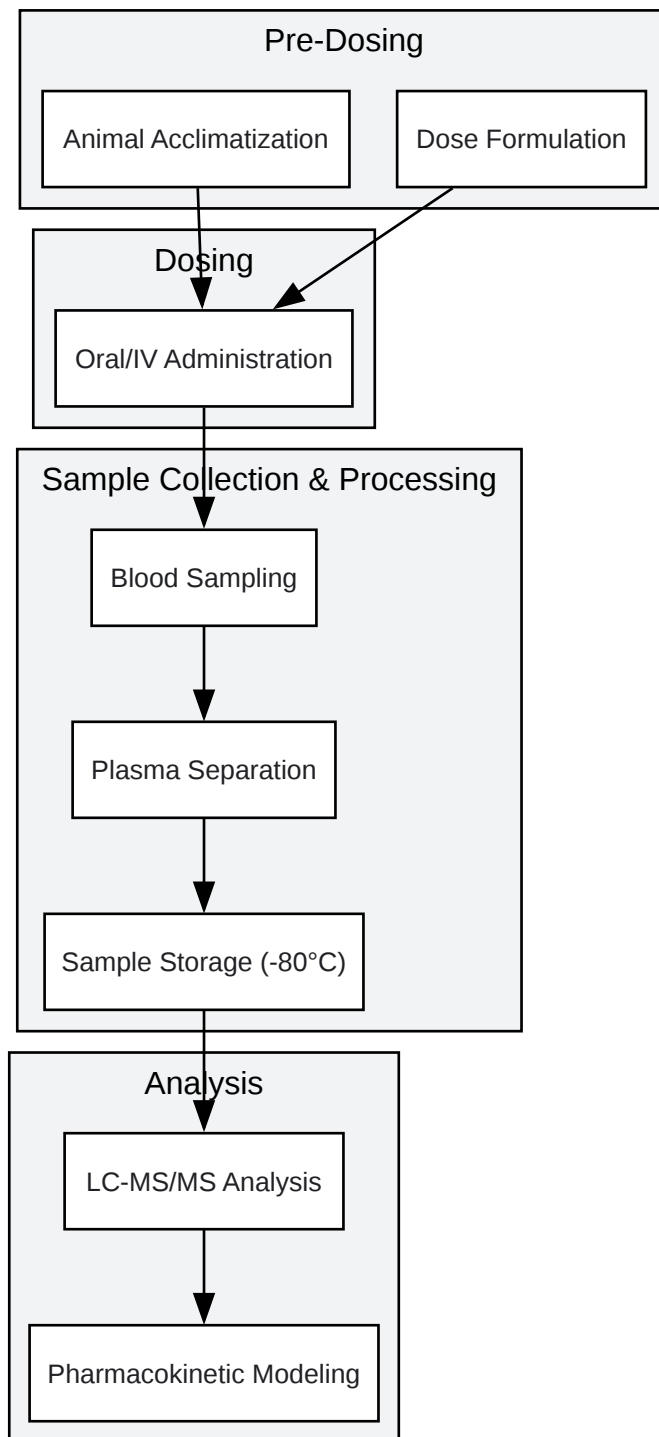 Pre-Dosing
Animal Acclimatization
Dose Formulation
Dosing
Oral/IV Administration
Sample Collection & Processing
Blood Sampling
Plasma Separation
Sample Storage (-80°C)
Analysis
LC-MS/MS Analysis
Pharmacokinetic Modeling